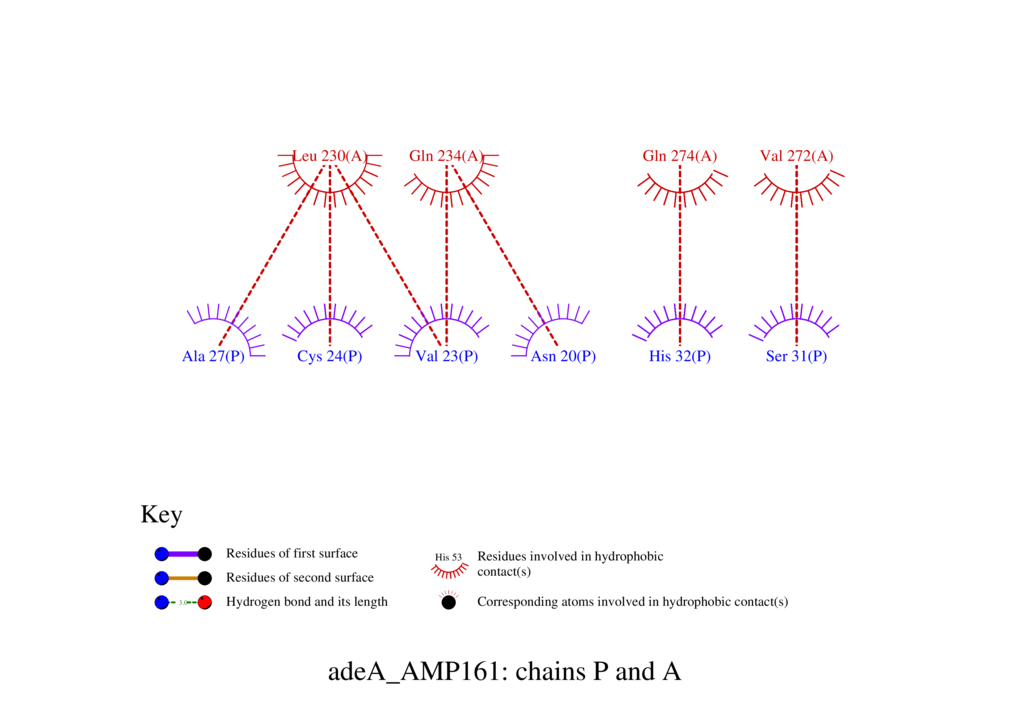 Leu 230(A) Gln 234(A) Gln 274(A) Val 272(A)
Ala 27(P) Cys 24(P) Val 23(P) Asn 20(P) His 32(P) Ser 31(P)
Key
Residues of first surface
Residues of second surface
3.0
Hydrogen bond and its length
His 53
Residues involved in hydrophobic
contact(s)
Corresponding atoms involved in hydrophobic contact(s)
adeA_AMP161: chains P and A